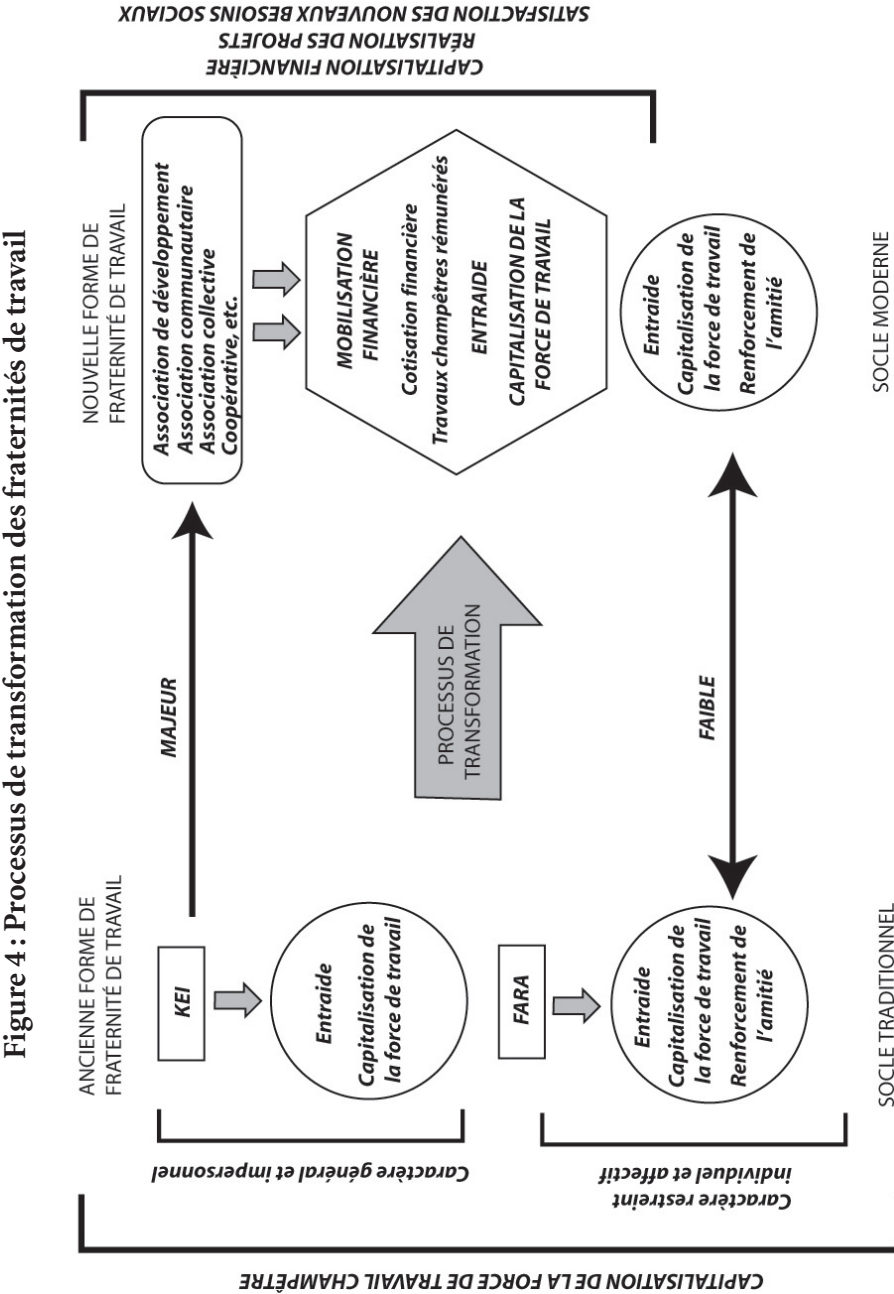 Figure 4 : Processus de transformation des fraternités de travail
ANCIENNE FORME DE
FRATERNITÉ DE TRAVAIL
NOUVELLE FORME DE
FRATERNITÉ DE TRAVAIL
CAPITALISATION DE LA FORCE DE TRAVAIL CHAMPÊTRE
Caractère général et impersonnel
KEI
Entraide
Capitalisation de
la force de travail
MAJEUR
Association de développement
Association communautaire
Association collective
Coopérative, etc.
PROCESSUS DE
TRANSFORMATION
MOBILISATION
FINANCIÈRE
Cotisation financière
Travaux champêtres rémunérés
ENTRAIDE
CAPITALISATION DE LA
FORCE DE TRAVAIL
CAPITALISATION FINANCIÈRE
RÉALISATION DES PROJETS
SATISFACTION DES NOUVEAUX BESOINS SOCIAUX
Caractère restreint
individuel et affectif
FARA
Entraide
Capitalisation de
la force de travail
Renforcement de
l'amitié
FAIBLE
Entraide
Capitalisation de
la force de travail
Renforcement de
l'amitié
SOCLE TRADITIONNEL
SOCLE MODERNE